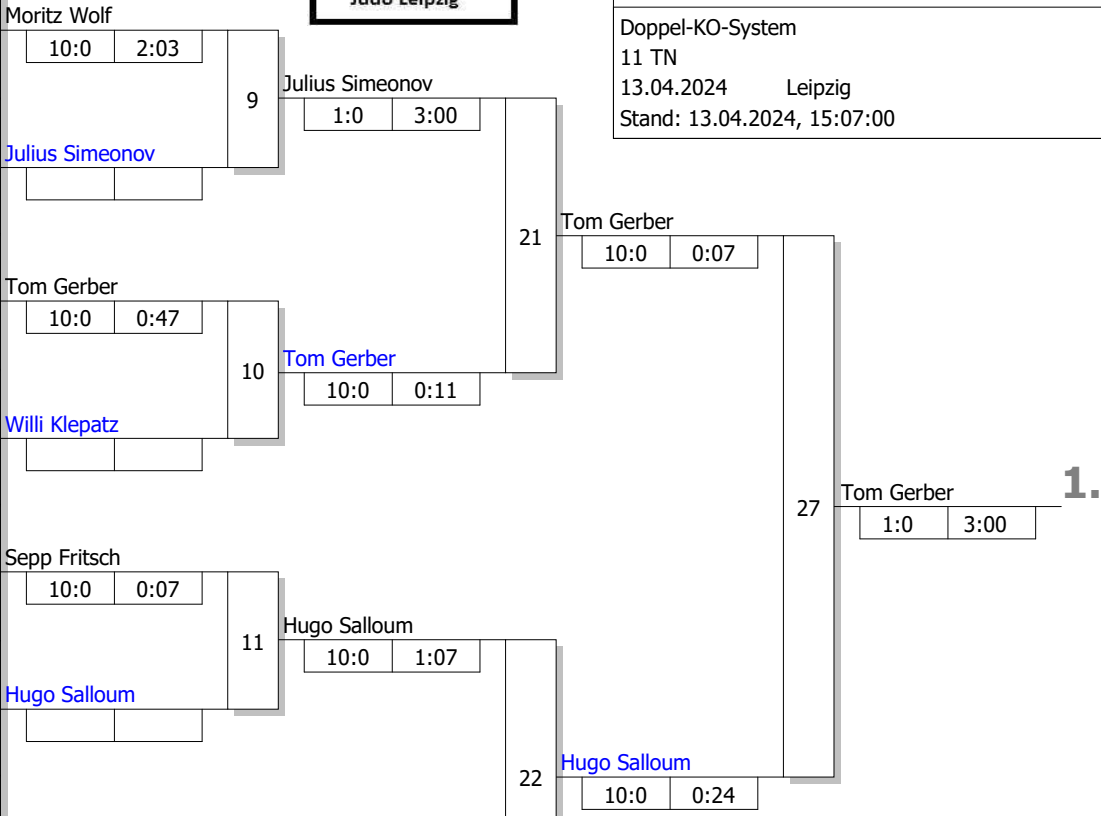 Judo Leipzig
Doppel-KO-System
11 TN
13.04.2024 Leipzig
Stand: 13.04.2024, 15:07:00
Moritz Wolf
10:0 2:03
9
Julius Simeonov
1:0 3:00
Julius Simeonov
21
Tom Gerber
10:0 0:07
Tom Gerber
10:0 0:47
10
Tom Gerber
10:0 0:11
Willi Klepatz
27
Tom Gerber
1:0 3:00
1.
Sepp Fritsch
10:0 0:07
11
Hugo Salloum
10:0 1:07
Hugo Salloum
22
Hugo Salloum
10:0 0:24